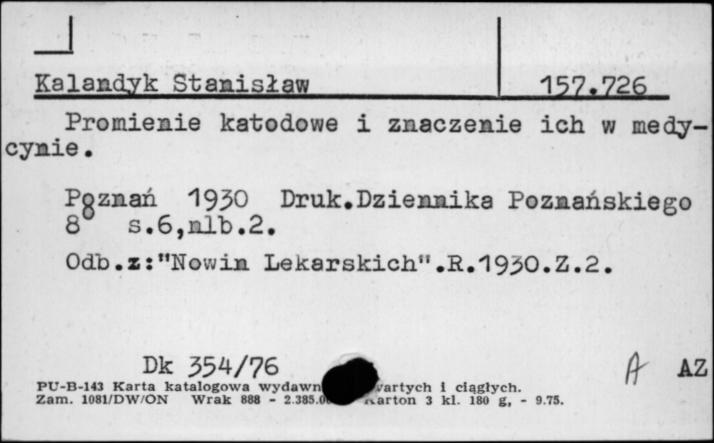 Kalandyk Stanisław 157.726
Promienie katodowe i znaczenie ich w medy-
cynie.
Poznań 1930 Druk.Dziennika Poznańskiego
8° s.6,nlb.2.
Odb.z:"Nowin Lekarskich".R.1930.Z.2.
Dk 354/76 A AZ
PU-B-143 Karta katalogowa wydawn wartych i ciągłych.
Zam. 1081/DW/ON Wrak 888 - 2.385. Karton 3 kl. 180 g, - 9.75.